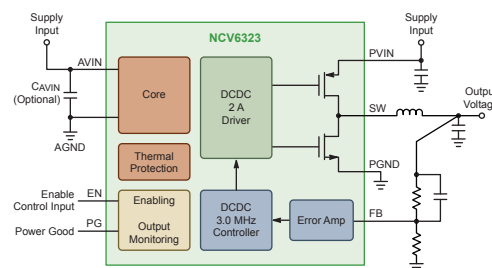 Supply
Input
NCV6323
Supply
Input
AVIN
PVIN
CAVIN
(Optional)
Core
DCDC
2 A
Driver
SW
Output
Voltage
AGND
Thermal
Protection
PGND
Enable
Control Input
EN
Enabling
Power Good
PG
Output
Monitoring
DCDC
3.0 MHz
Controller
Error Amp
FB